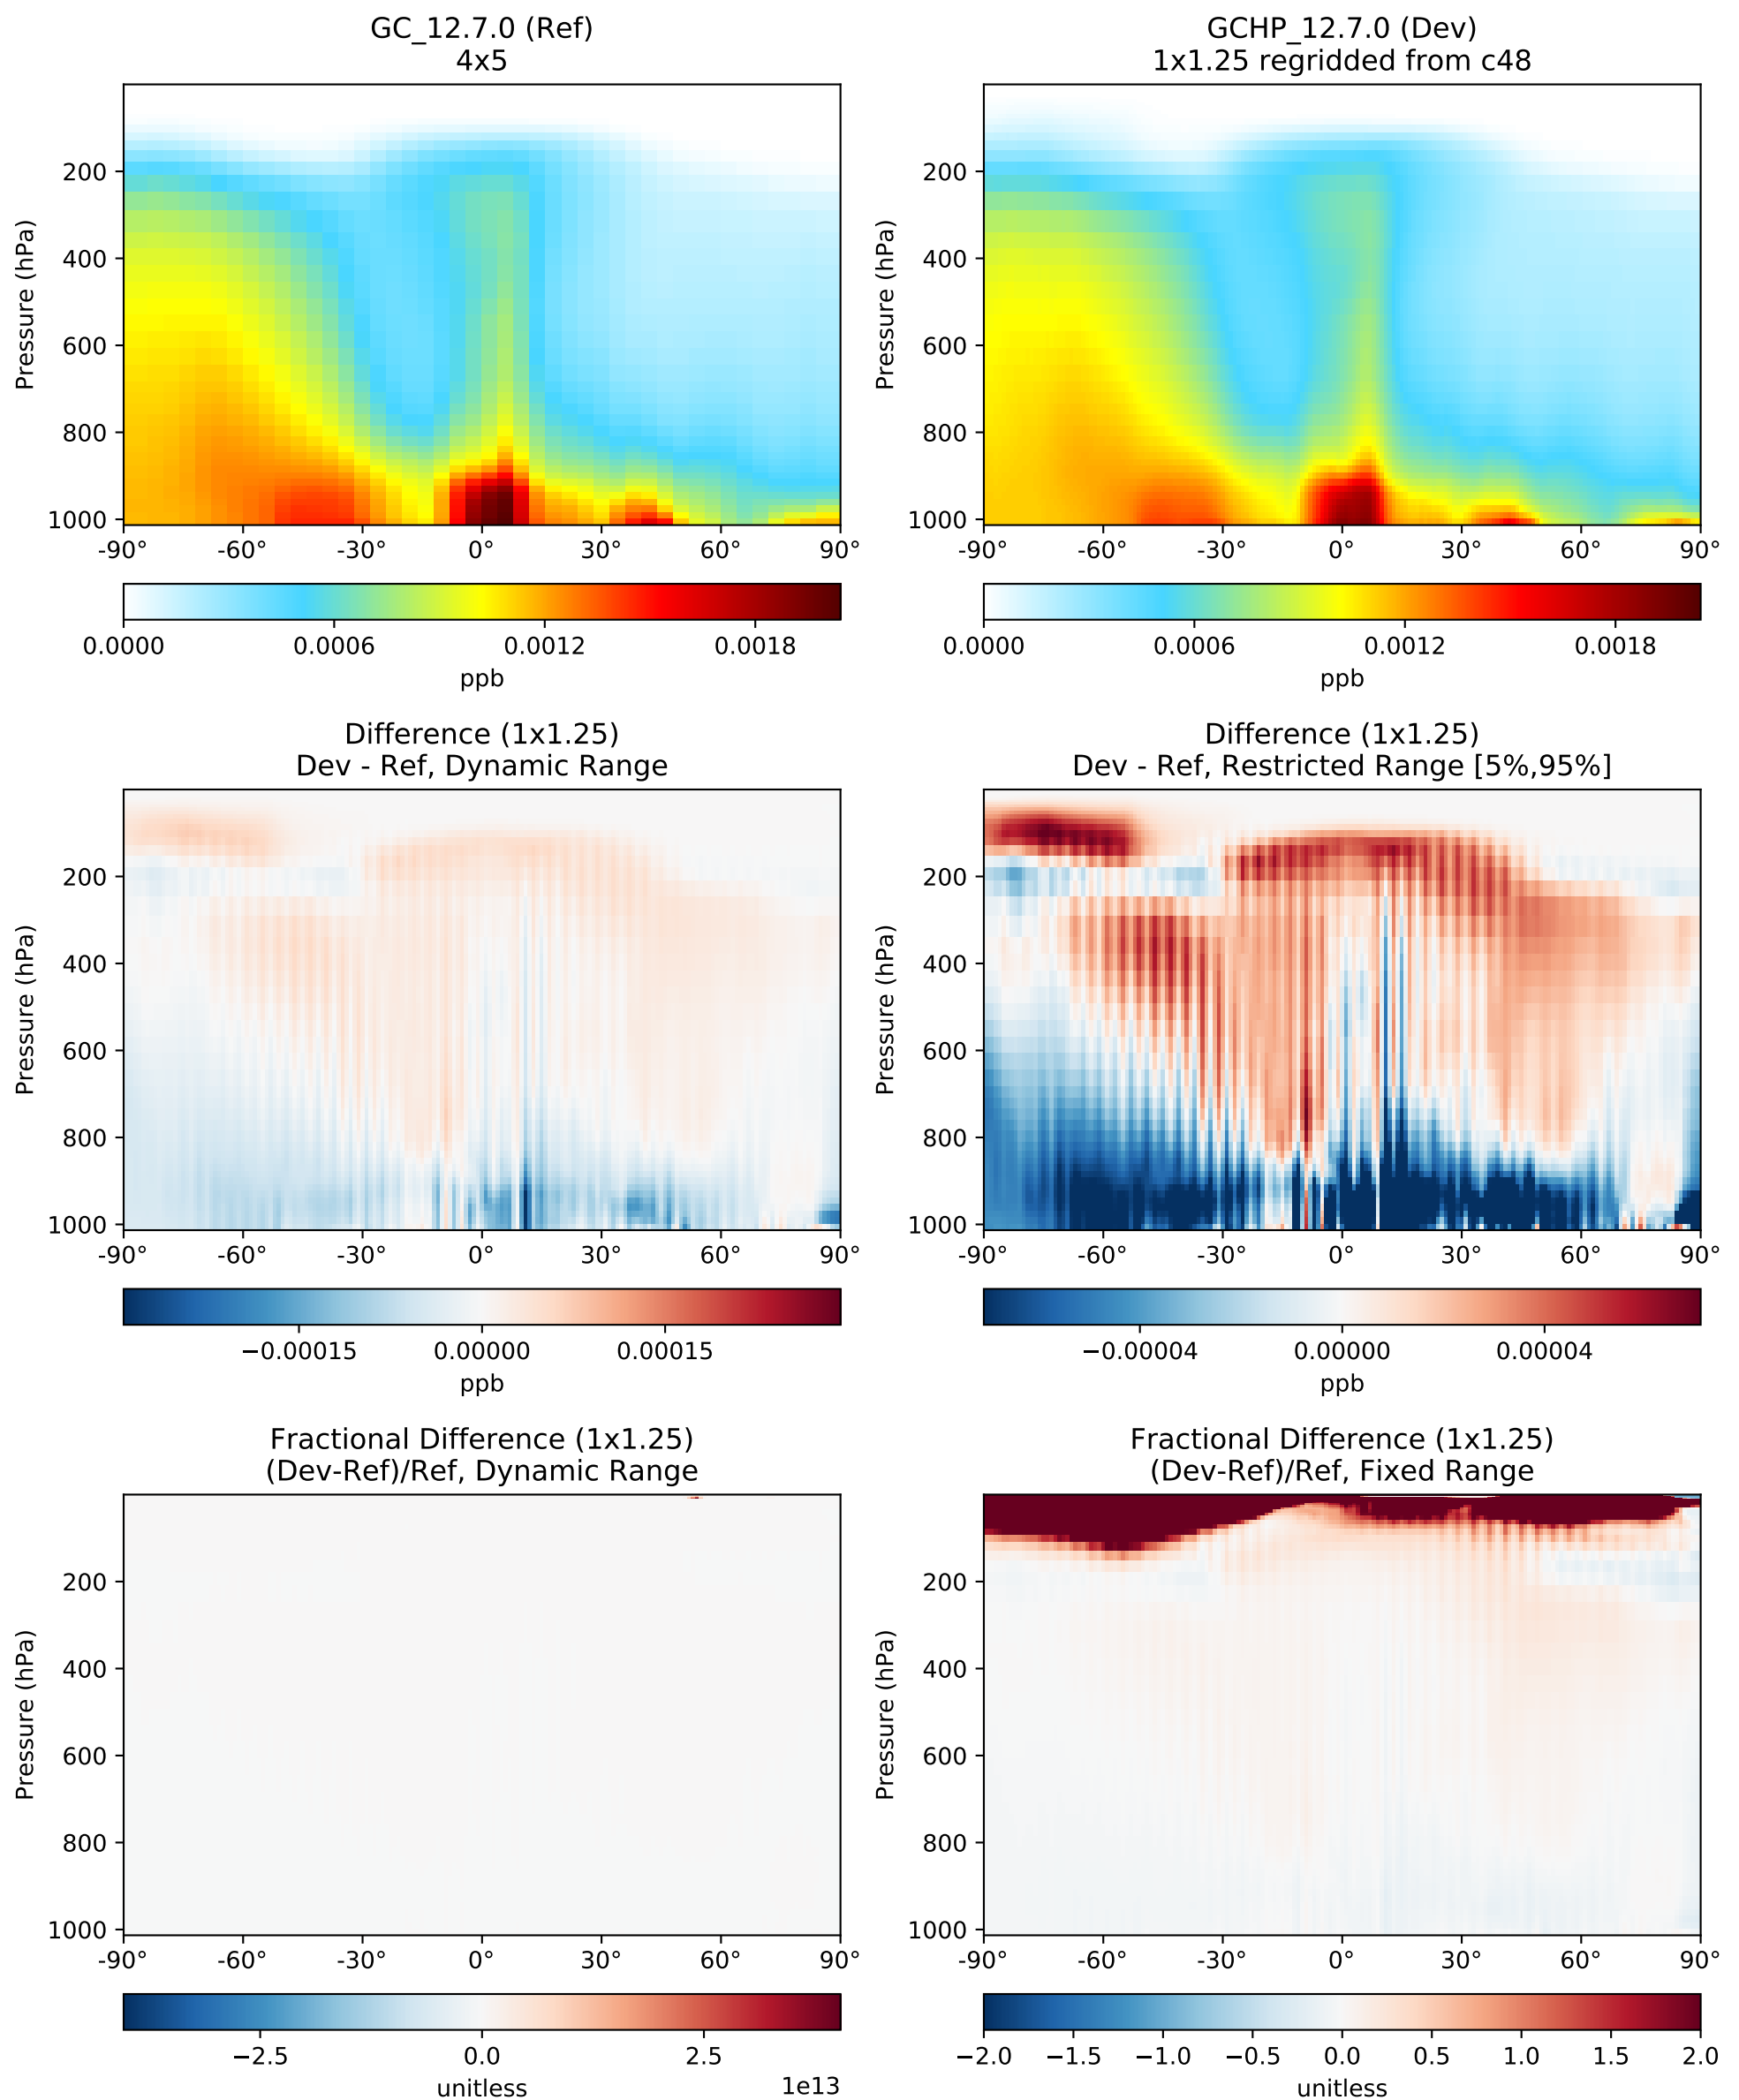 GC_12.7.0 (Ref)
4x5
GCHP_12.7.0 (Dev)
1x1.25 regridded from c48
Pressure (hPa)
200
400
600
800
1000
-90° -60° -30° 0° 30° 60° 90°
0.0000 0.0006 0.0012 0.0018
ppb
Pressure (hPa)
200
400
600
800
1000
-90° -60° -30° 0° 30° 60° 90°
0.0000 0.0006 0.0012 0.0018
ppb
Difference (1x1.25)
Dev - Ref, Dynamic Range
Difference (1x1.25)
Dev - Ref, Restricted Range [5%,95%]
Pressure (hPa)
200
400
600
800
1000
-90° -60° -30° 0° 30° 60° 90°
−0.00015 0.00000 0.00015
ppb
Pressure (hPa)
200
400
600
800
1000
-90° -60° -30° 0° 30° 60° 90°
−0.00004 0.00000 0.00004
ppb
Fractional Difference (1x1.25)
(Dev-Ref)/Ref, Dynamic Range
Fractional Difference (1x1.25)
(Dev-Ref)/Ref, Fixed Range
Pressure (hPa)
200
400
600
800
1000
-90° -60° -30° 0° 30° 60° 90°
−2.5 0.0 2.5
unitless 1e13
Pressure (hPa)
200
400
600
800
1000
-90° -60° -30° 0° 30° 60° 90°
−2.0 −1.5 −1.0 −0.5 0.0 0.5 1.0 1.5 2.0
unitless